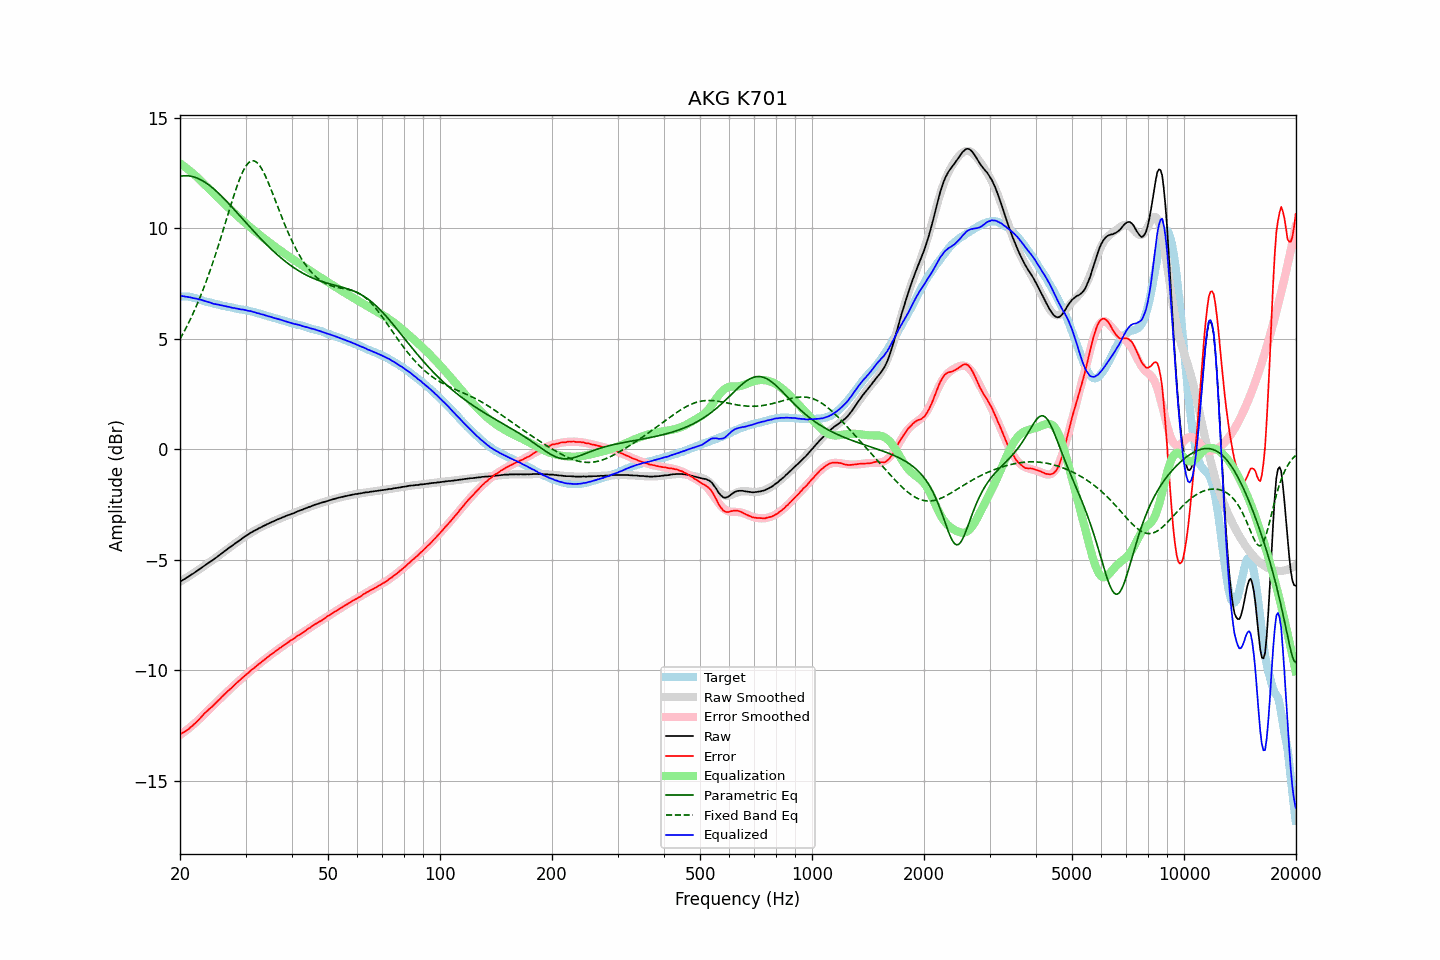 AKG K701
15
10
5
0
−5
−10
−15
Amplitude (dBr)
20
50
100
200
500
1000
2000
5000
10000
20000
Frequency (Hz)
Target
Raw Smoothed
Error Smoothed
Raw
Error
Equalization
Parametric Eq
Fixed Band Eq
Equalized